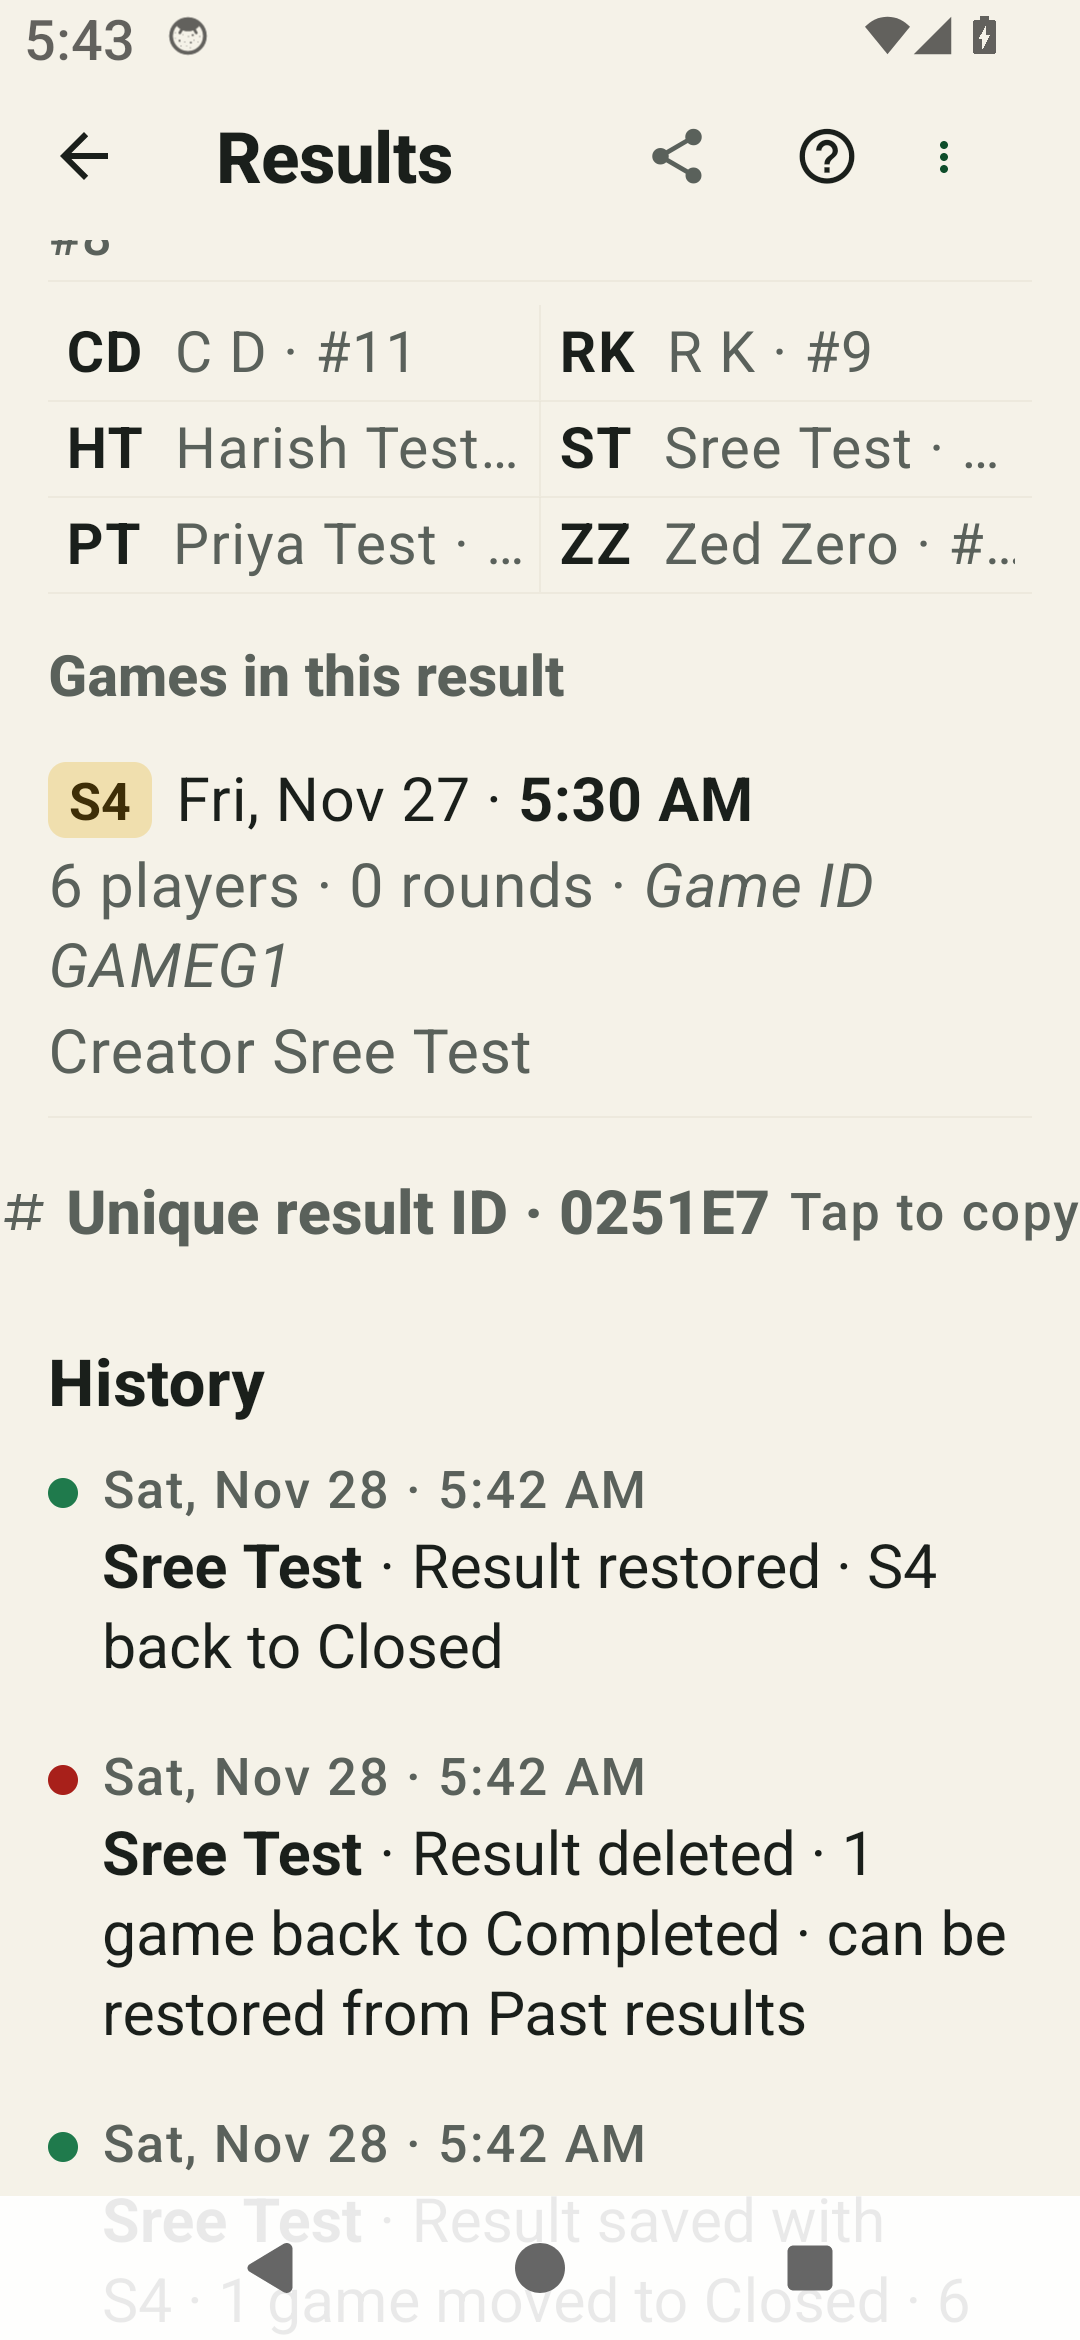 5:43
Results
#8
CD C D · #11
RK R K · #9
HT Harish Test...
ST Sree Test · ...
PT Priya Test · ...
ZZ Zed Zero · #...
Games in this result
S4 Fri, Nov 27 · 5:30 AM
6 players · 0 rounds · Game ID
GAMEG1
Creator Sree Test
# Unique result ID · 0251E7 Tap to copy
History
Sat, Nov 28 · 5:42 AM
Sree Test · Result restored · S4
back to Closed
Sat, Nov 28 · 5:42 AM
Sree Test · Result deleted · 1
game back to Completed · can be
restored from Past results
Sat, Nov 28 · 5:42 AM
Sree Test · Result saved with
S4 · 1 game moved to Closed · 6